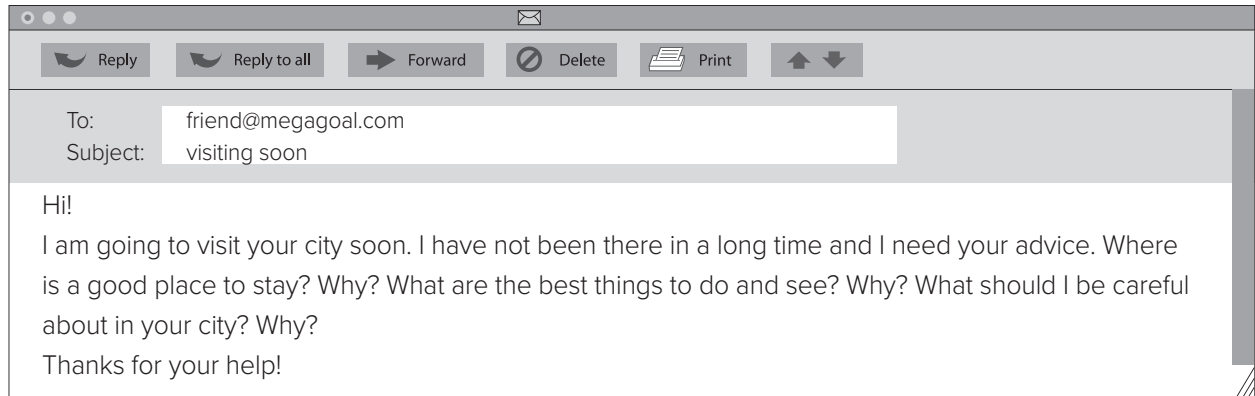 Reply Reply to all Forward Delete Print
To: friend@megagoal.com
Subject: visiting soon
Hi!
I am going to visit your city soon. I have not been there in a long time and I need your advice. Where
is a good place to stay? Why? What are the best things to do and see? Why? What should I be careful
about in your city? Why?
Thanks for your help!